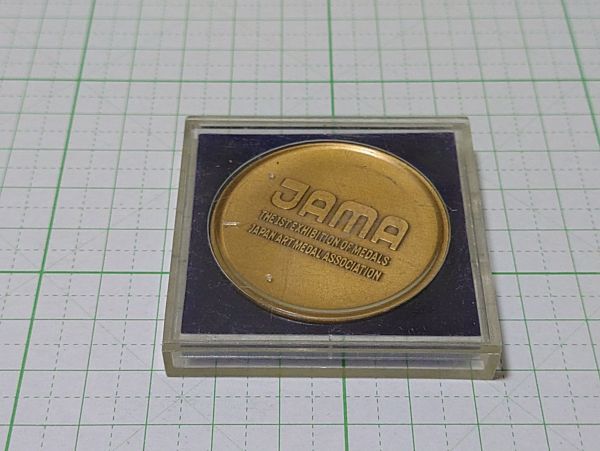 JAMA
THE 1ST EXHIBITION OF MEDALS
JAPAN ART MEDAL ASSOCIATION